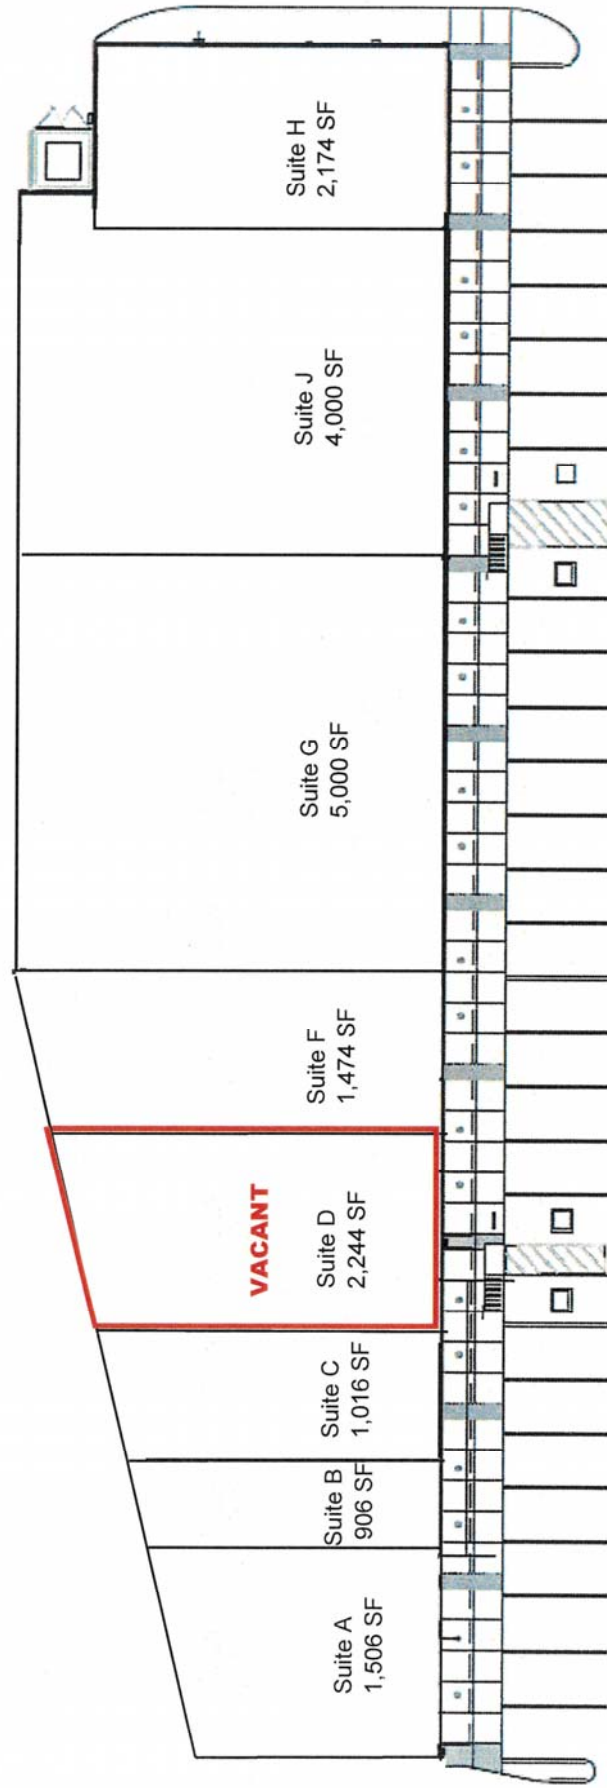 Suite A
1,506 SF
Suite B
906 SF
Suite C
1,016 SF
VACANT
Suite D
2,244 SF
Suite F
1,474 SF
Suite G
5,000 SF
Suite J
4,000 SF
Suite H
2,174 SF